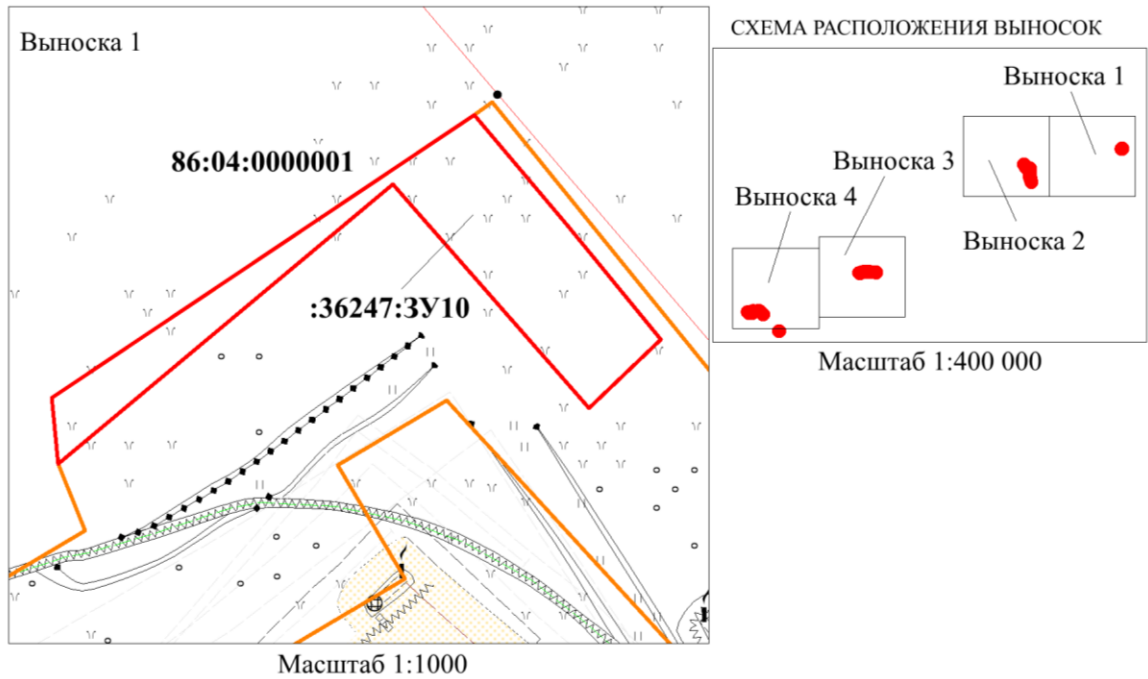 Выноска 1
86:04:0000001
:36247:ЗУ10
Масштаб 1:1000
СХЕМА РАСПОЛОЖЕНИЯ ВЫНОСОК
Выноска 1
Выноска 3
Выноска 4
Выноска 2
Масштаб 1:400 000